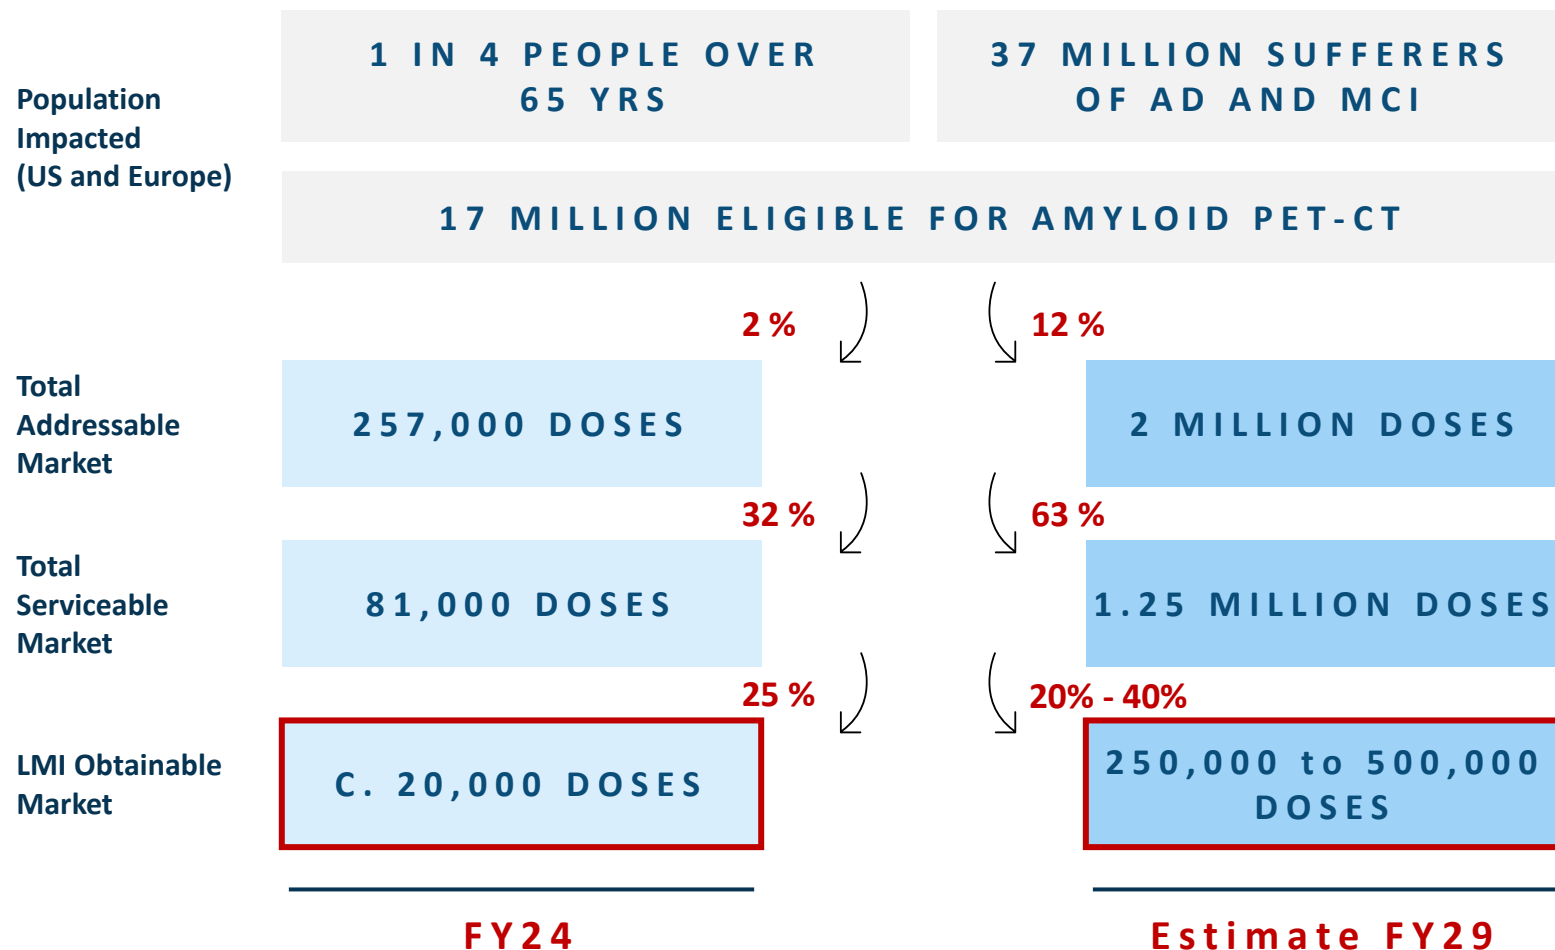 Population
Impacted
(US and Europe)
1 IN 4 PEOPLE OVER
65 YRS
37 MILLION SUFFERERS
OF AD AND MCI
17 MILLION ELIGIBLE FOR AMYLOID PET-CT
2 %
12 %
Total
Addressable
Market
257,000 DOSES
2 MILLION DOSES
32 %
63 %
Total
Serviceable
Market
81,000 DOSES
1.25 MILLION DOSES
25 %
20% - 40%
LMI Obtainable
Market
C. 20,000 DOSES
250,000 to 500,000
DOSES
FY24
Estimate FY29